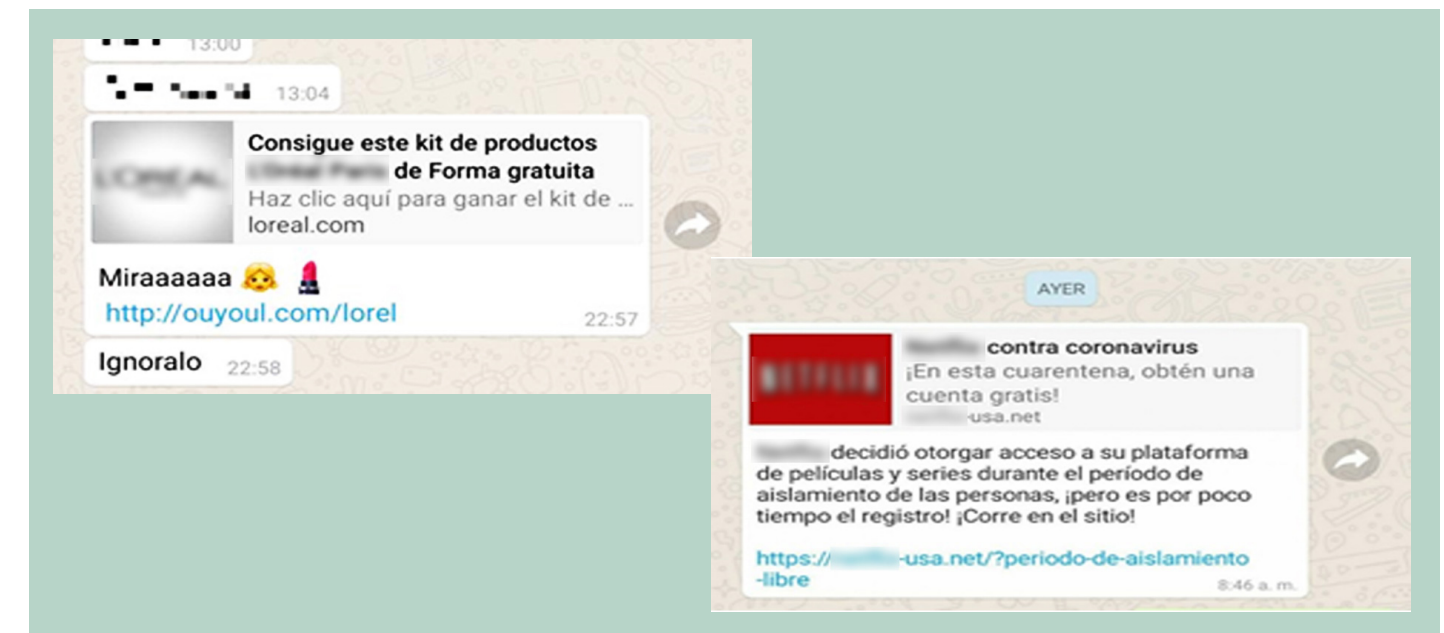 13:00
13:04
Consigue este kit de productos
de Forma gratuita
Haz clic aquí para ganar el kit de ...
loreal.com
Miraaaaaa 👧 💄
http://ouyoul.com/lorel
22:57
Ignoralo 22:58
AYER
contra coronavirus
¡En esta cuarentena, obtén una
cuenta gratis!
-usa.net
decidió otorgar acceso a su plataforma
de películas y series durante el período de
aislamiento de las personas, ¡pero es por poco
tiempo el registro! ¡Corre en el sitio!
https:// -usa.net/?periodo-de-aislamiento
-libre
8:46 a. m.